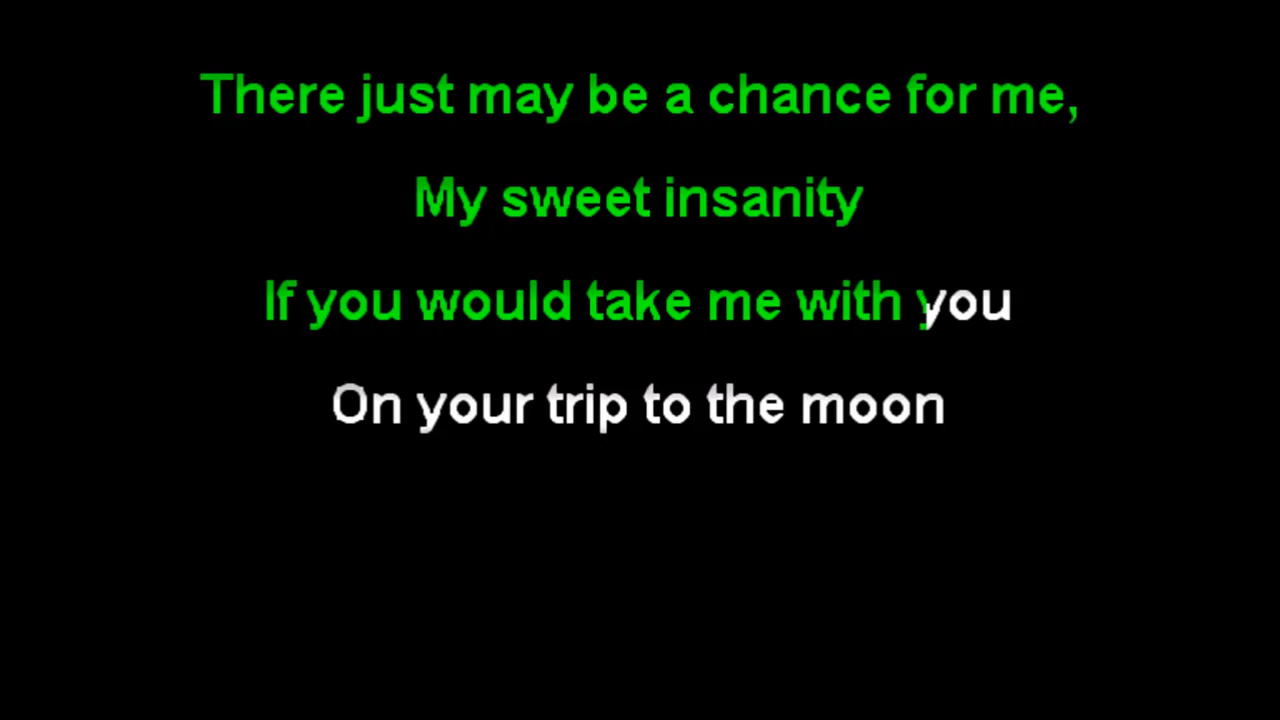 There just may be a chance for me,
My sweet insanity
If you would take me with you
On your trip to the moon